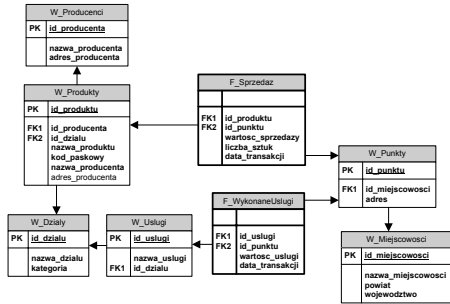 W_Producenci
PK id_producenta
nazwa_producenta
adres_producenta
W_Produkty
PK id_produktu
FK1 id_producenta
FK2 id_dzialu
nazwa_produktu
kod_paskowy
nazwa_producenta
adres_producenta
F_Sprzedaz
FK1 id_produktu
FK2 id_punktu
wartosc_sprzedazy
liczba_sztuk
data_transakcji
W_Punkty
PK id_punktu
FK1 id_miejscowosci
adres
F_WykonaneUslugi
FK1 id_uslugi
FK2 id_punktu
wartosc_uslugi
data_transakcji
W_Dzialy
PK id_dzialu
nazwa_dzialu
kategoria
W_Uslugi
PK id_uslugi
nazwa_uslugi
FK1 id_dzialu
W_Miejscowosci
PK id_miejscowosci
nazwa_miejscowosci
powiat
wojewodztwo